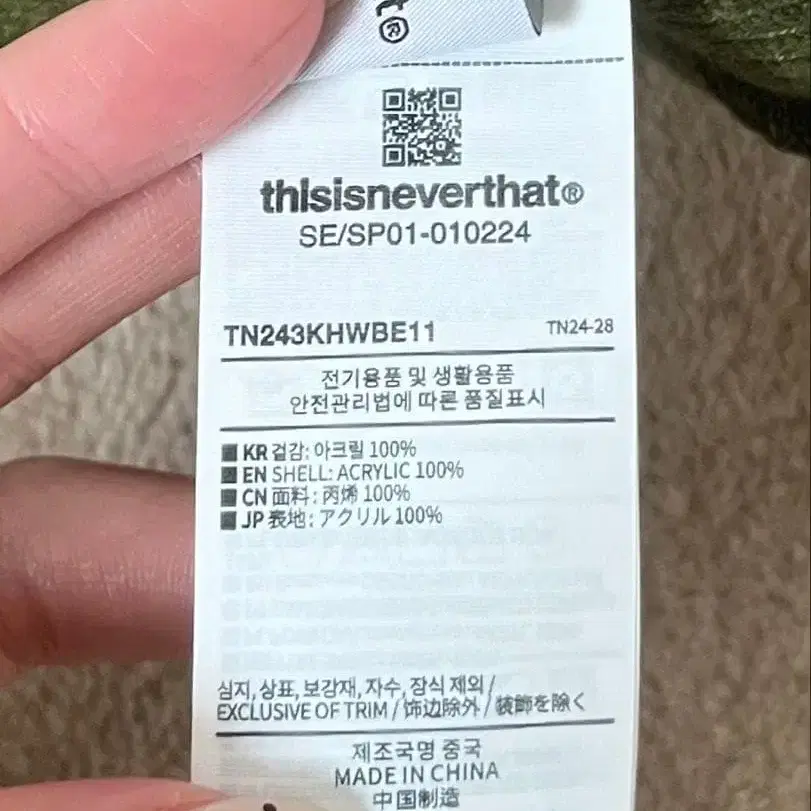 t®
thisisneverthat®
SE/SP01-010224
TN243KHWBE11
TN24-28
전기용품 및 생활용품
안전관리법에 따른 품질표시
KR 겉감: 아크릴 100%
EN SHELL: ACRYLIC 100%
CN 面料: 丙烯 100%
JP 表地: アクリル 100%
심지, 상표, 보강재, 자수, 장식 제외 /
EXCLUSIVE OF TRIM / 饰边除外 / 装飾を除く
제조국명 중국
MADE IN CHINA
中国制造